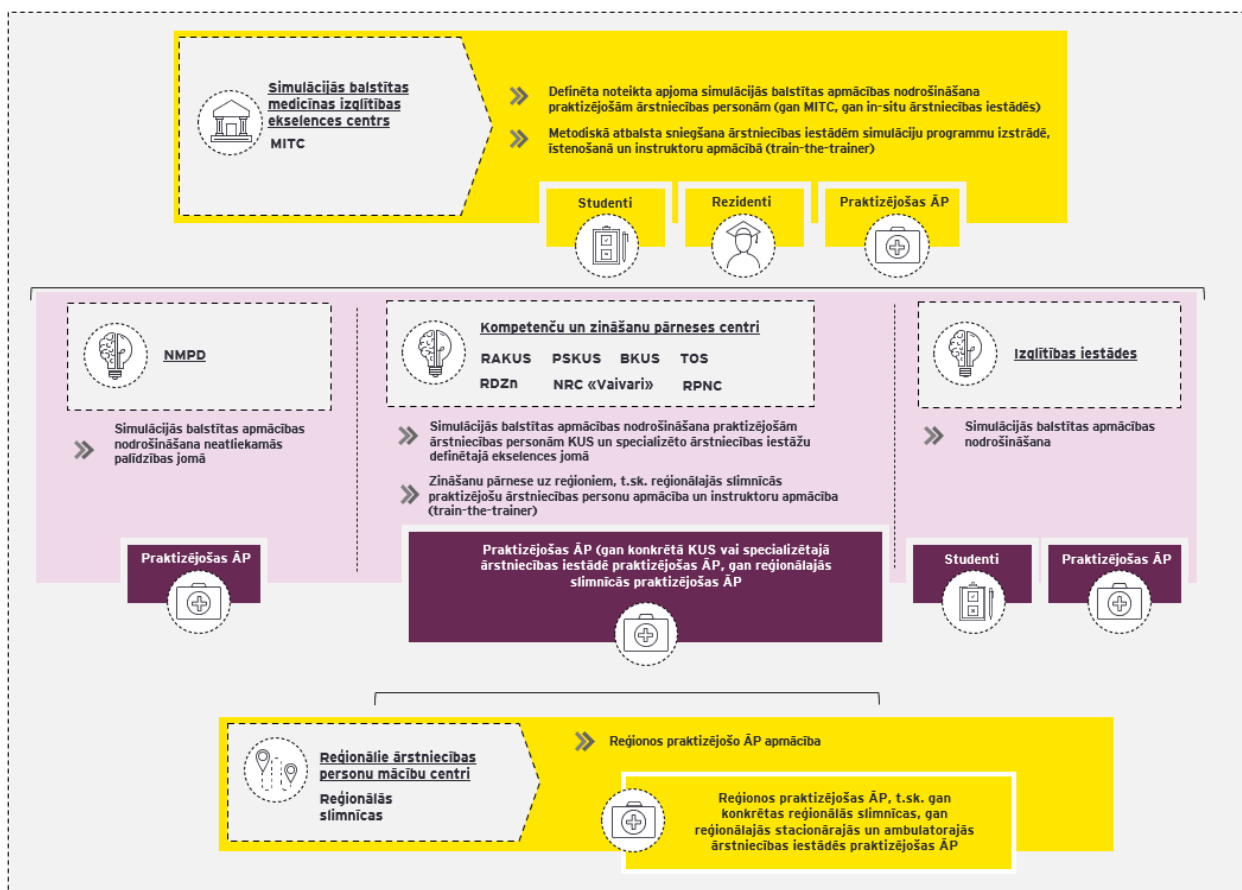 Simulācijās balstītas
medicīnas izglītības
ekselences centrs
MITC
Definēta noteikta apjoma simulācijās balstītas apmācības nodrošināšana
praktizējošām ārstniecības personām (gan MITC, gan in-situ ārstniecības iestādēs)
Metodiskā atbalsta sniegšana ārstniecības iestādēm simulāciju programmu izstrādē,
īstenošanā un instruktoru apmācībā (train-the-trainer)
Studenti
Rezidenti
Praktizējošas ĀP
NMPD
Simulācijās balstītas apmācības
nodrošināšana neatliekamās
palīdzības jomā
Praktizējošas ĀP
Kompetenču un zināšanu pārneses centri
RAKUS PSKUS BKUS TOS
RDZn NRC «Vaivari» RPNC
Simulācijās balstītas apmācības nodrošināšana praktizējošām
ārstniecības personām KUS un specializēto ārstniecības iestāžu
definētajā ekselences jomā
Zināšanu pārnese uz reģioniem, t.sk. reģionālajās slimnīcās
praktizējošu ārstniecības personu apmācība un instruktoru apmācība
(train-the-trainer)
Praktizējošas ĀP (gan konkrētā KUS vai specializētajā
ārstniecības iestādē praktizējošas ĀP, gan reģionālajās
slimnīcās praktizējošas ĀP
Izglītības iestādes
Simulācijās balstītas apmācības
nodrošināšana
Studenti
Praktizējošas ĀP
Reģionālie ārstniecības
personu mācību centri
Reģionālās
slimnīcas
Reģionos praktizējošo ĀP apmācība
Reģionos praktizējošas ĀP, t.sk. gan
konkrētas reģionālās slimnīcas, gan
reģionālajās stacionārajās un ambulatorajās
ārstniecības iestādēs praktizējošas ĀP